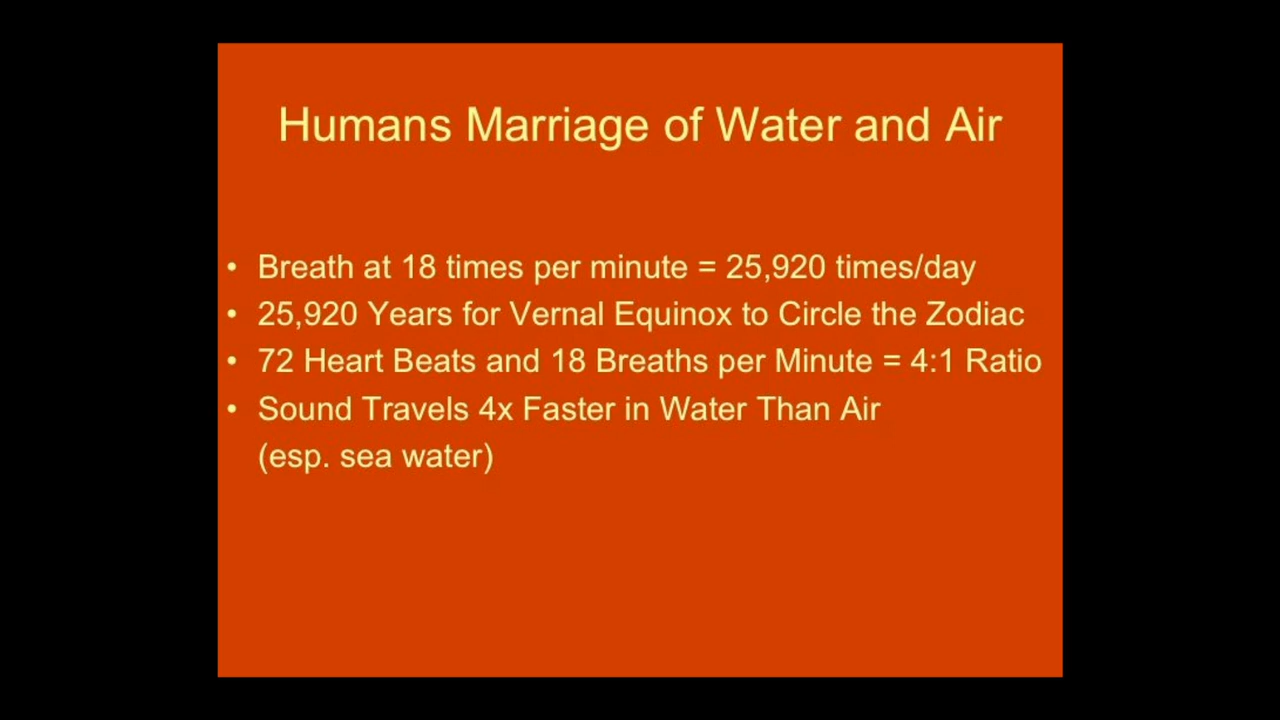 Humans Marriage of Water and Air
• Breath at 18 times per minute = 25,920 times/day
• 25,920 Years for Vernal Equinox to Circle the Zodiac
• 72 Heart Beats and 18 Breaths per Minute = 4:1 Ratio
• Sound Travels 4x Faster in Water Than Air
(esp. sea water)